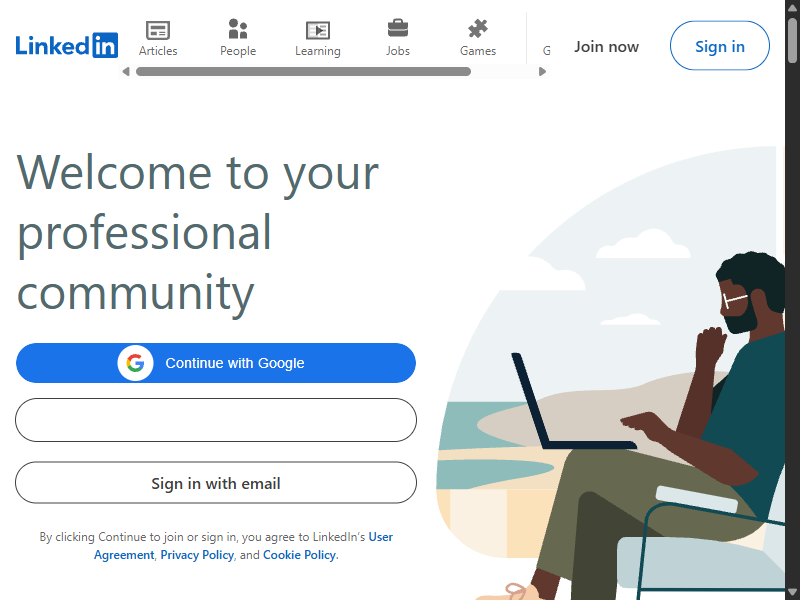 LinkedIn
Articles
People
Learning
Jobs
Games
G
Join now
Sign in
Welcome to your
professional
community
Continue with Google
Sign in with email
By clicking Continue to join or sign in, you agree to LinkedIn's User
Agreement, Privacy Policy, and Cookie Policy.